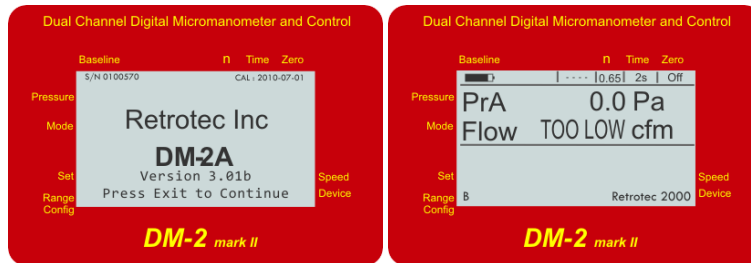 Dual Channel Digital Micromanometer and Control
Baseline n Time Zero
S/N 0100570 CAL: 2010-07-01
Pressure
Retrotec Inc
Mode
DM-2A
Version 3.01b
Set Speed
Press Exit to Continue
Range Device
Config
DM-2 mark II
Dual Channel Digital Micromanometer and Control
Baseline n Time Zero
---- 0.65 2s Off
Pressure
PrA 0.0 Pa
Mode
Flow TOO LOW cfm
Set Speed
Range B Retrotec 2000 Device
Config
DM-2 mark II